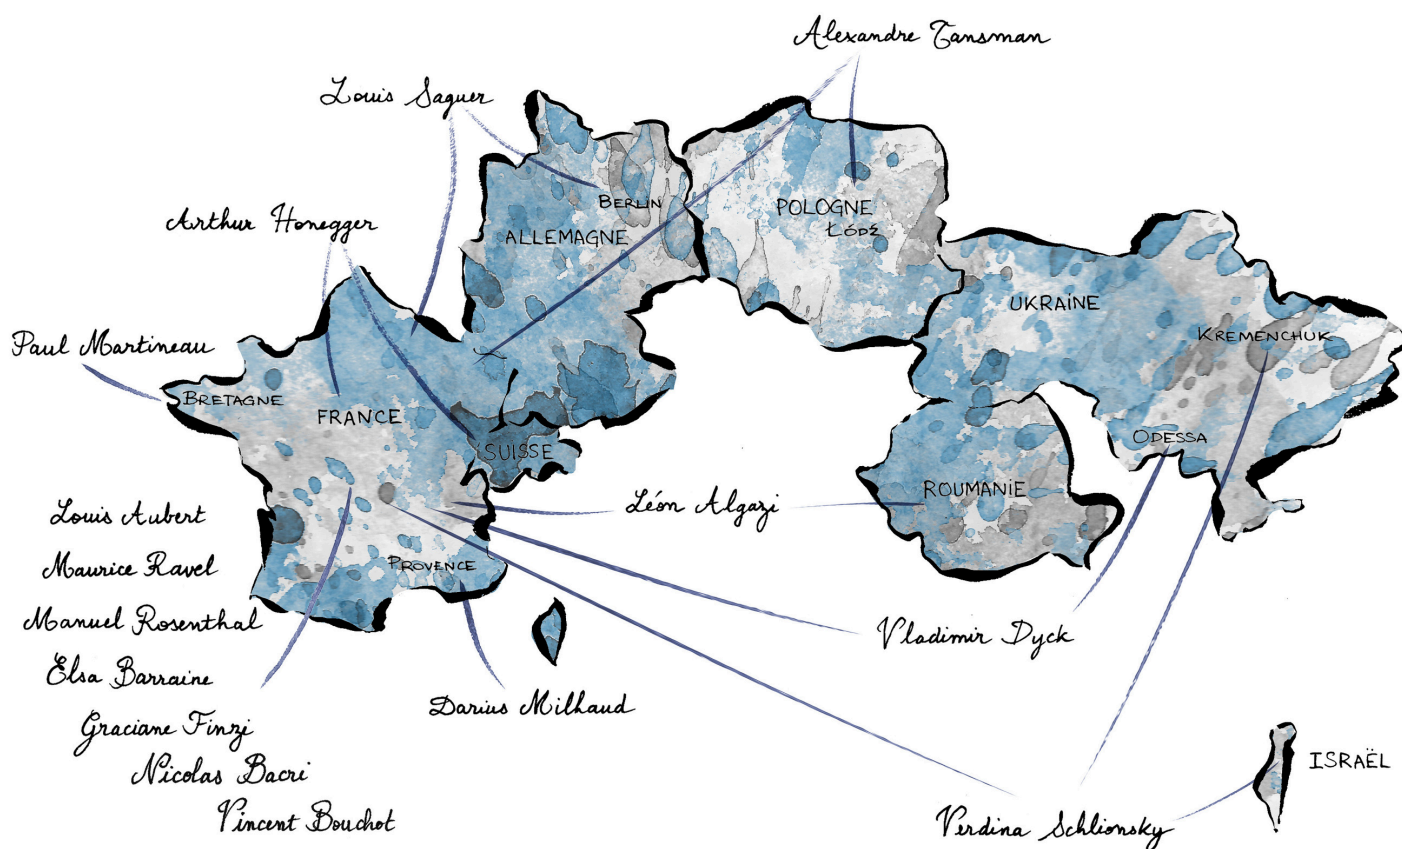 Alexandre Tansman
Louis Saguer
Arthur Honegger
Paul Martineau
BERLIN
ALLEMAGNE
POLOGNE
ŁÓDŹ
UKRAINE
KREMENCHUK
BRETAGNE
FRANCE
SUISSE
ODESSA
ROUMANIE
Léon Algazi
PROVENCE
Louis Aubert
Maurice Ravel
Manuel Rosenthal
Elsa Barraine
Graciane Finzi
Nicolas Bacri
Vincent Bouchot
Darius Milhaud
Vladimir Dyck
ISRAËL
Verdina Schlionsky